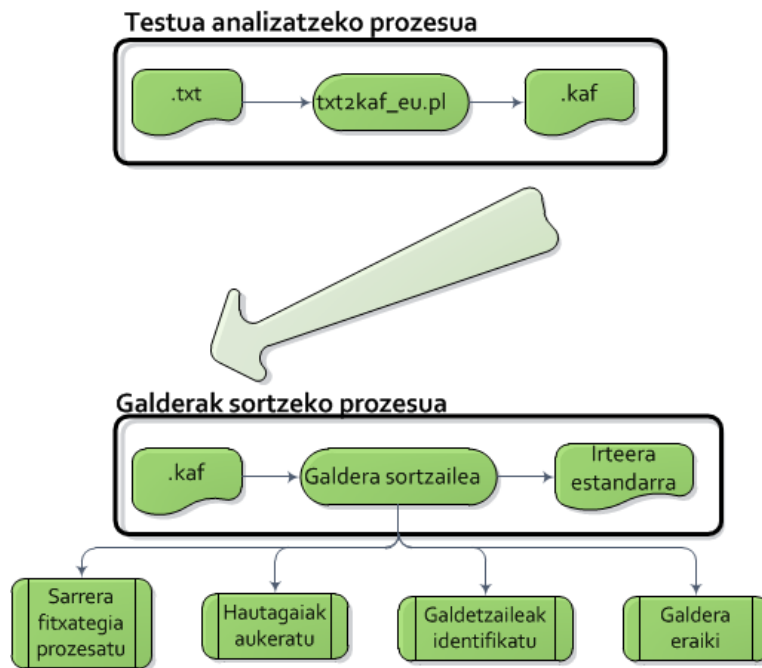 Testua analizatzeko prozesua
.txt
txt2kaf_eu.pl
.kaf
Galderak sortzeko prozesua
.kaf
Galdera sortzailea
Irteera
estandarra
Sarrera
fitxategia
prozesatu
Hautagaiak
aukeratu
Galdetzaileak
identifikatu
Galdera
eraiki